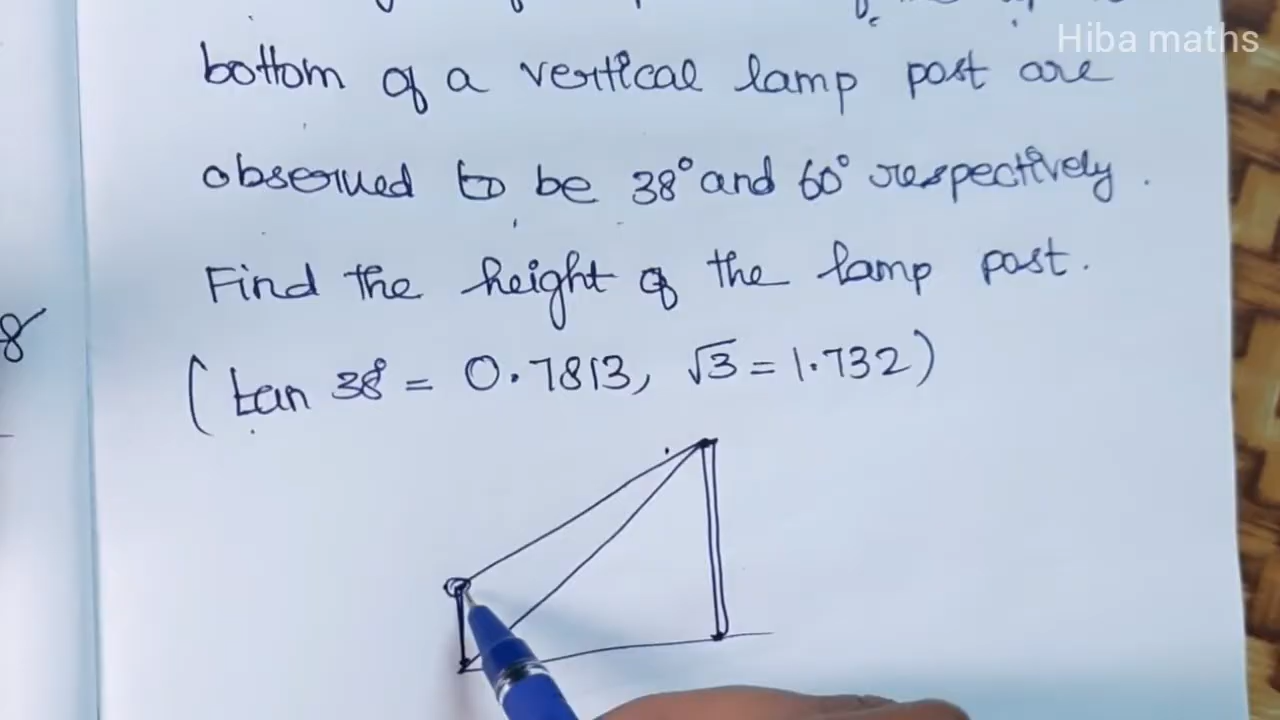 Hiba maths
bottom of a vertical lamp post are
observed to be 38° and 60° respectively.
Find the height of the lamp post.
8
(tan 38° = 0.7813, √3 = 1.732)